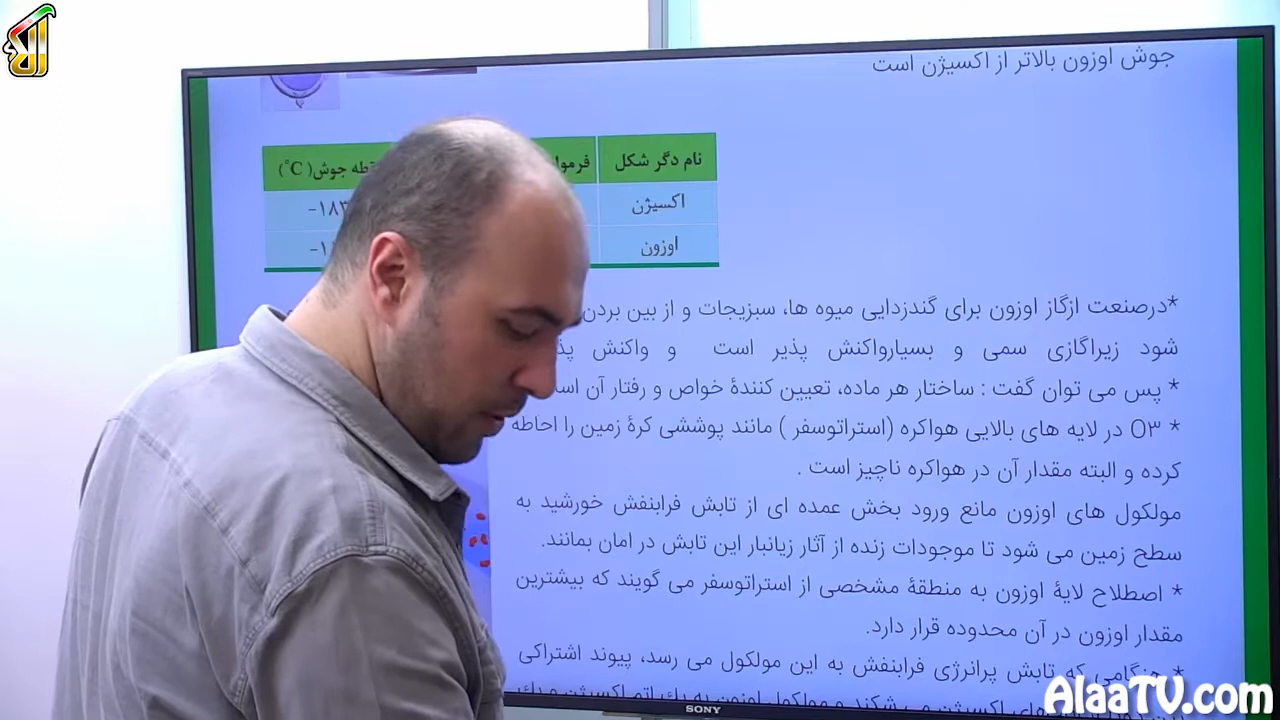 جوش اوزون بالاتر از اکسیژن است
نام دگر شکل
جوش( C°)
اکسیژن
اوزون
*درصنعت ازگاز اوزون برای گندزدایی میوه ها، سبزیجات و از بین بردن
شود زیراگازی سمی و بسیارواکنش پذیر است و واکنش
* پس می توان گفت : ساختار هر ماده، تعیین کنندهٔ خواص و رفتار آن
* O۳ در لایه های بالایی هواکره (استراتوسفر ) مانند پوششی کرهٔ زمین را احاطه
کرده و البته مقدار آن در هواکره ناچیز است .
مولکول های اوزون مانع ورود بخش عمده ای از تابش فرابنفش خورشید به
سطح زمین می شود تا موجودات زنده از آثار زیانبار این تابش در امان بمانند.
* اصطلاح لایهٔ اوزون به منطقهٔ مشخصی از استراتوسفر می گویند که بیشترین
مقدار اوزون در آن محدوده قرار دارد.
* هنگامی که تابش پرانرژی فرابنفش به این مولکول می رسد، پیوند اشتراکی
SONY
AlaaTV.com